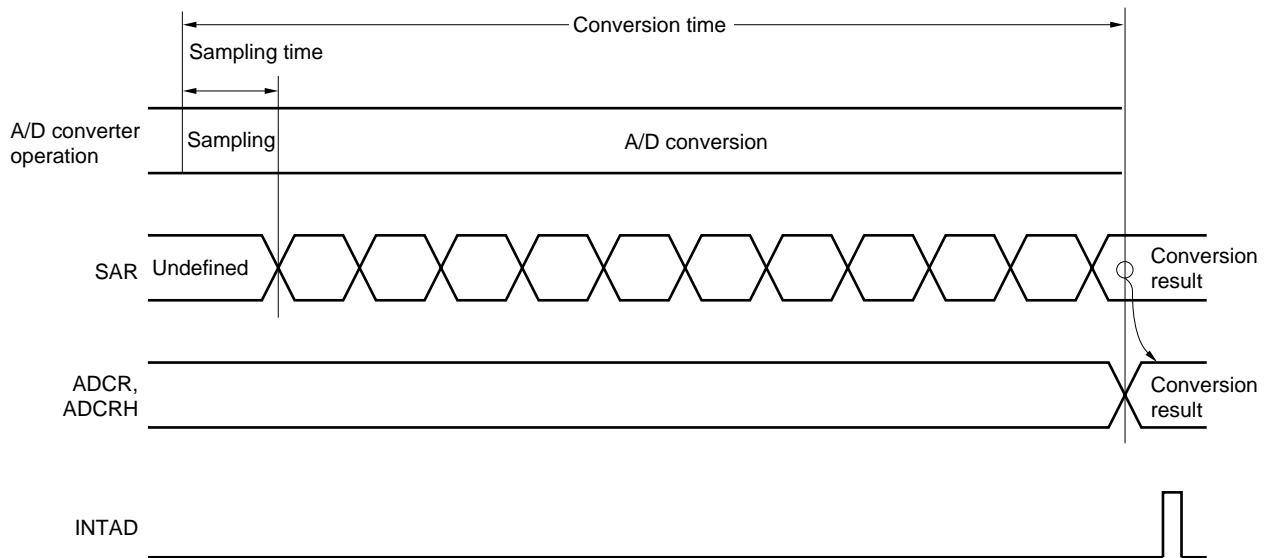 Conversion time
Sampling time
A/D converter
operation
Sampling
A/D conversion
SAR
Undefined
Conversion
result
ADCR,
ADCRH
Conversion
result
INTAD